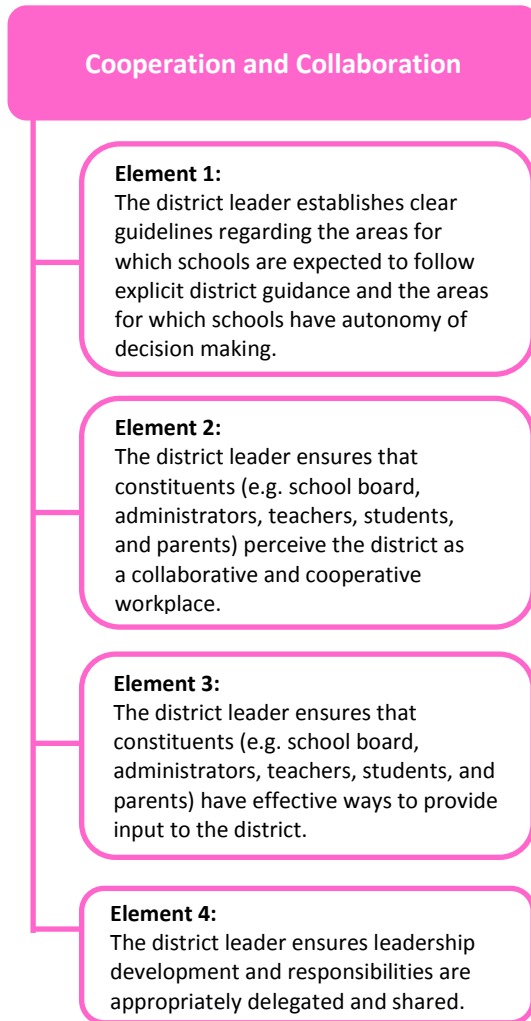 Cooperation and Collaboration
Element 1:
The district leader establishes clear
guidelines regarding the areas for
which schools are expected to follow
explicit district guidance and the areas
for which schools have autonomy of
decision making.
Element 2:
The district leader ensures that
constituents (e.g. school board,
administrators, teachers, students,
and parents) perceive the district as
a collaborative and cooperative
workplace.
Element 3:
The district leader ensures that
constituents (e.g. school board,
administrators, teachers, students, and
parents) have effective ways to provide
input to the district.
Element 4:
The district leader ensures leadership
development and responsibilities are
appropriately delegated and shared.